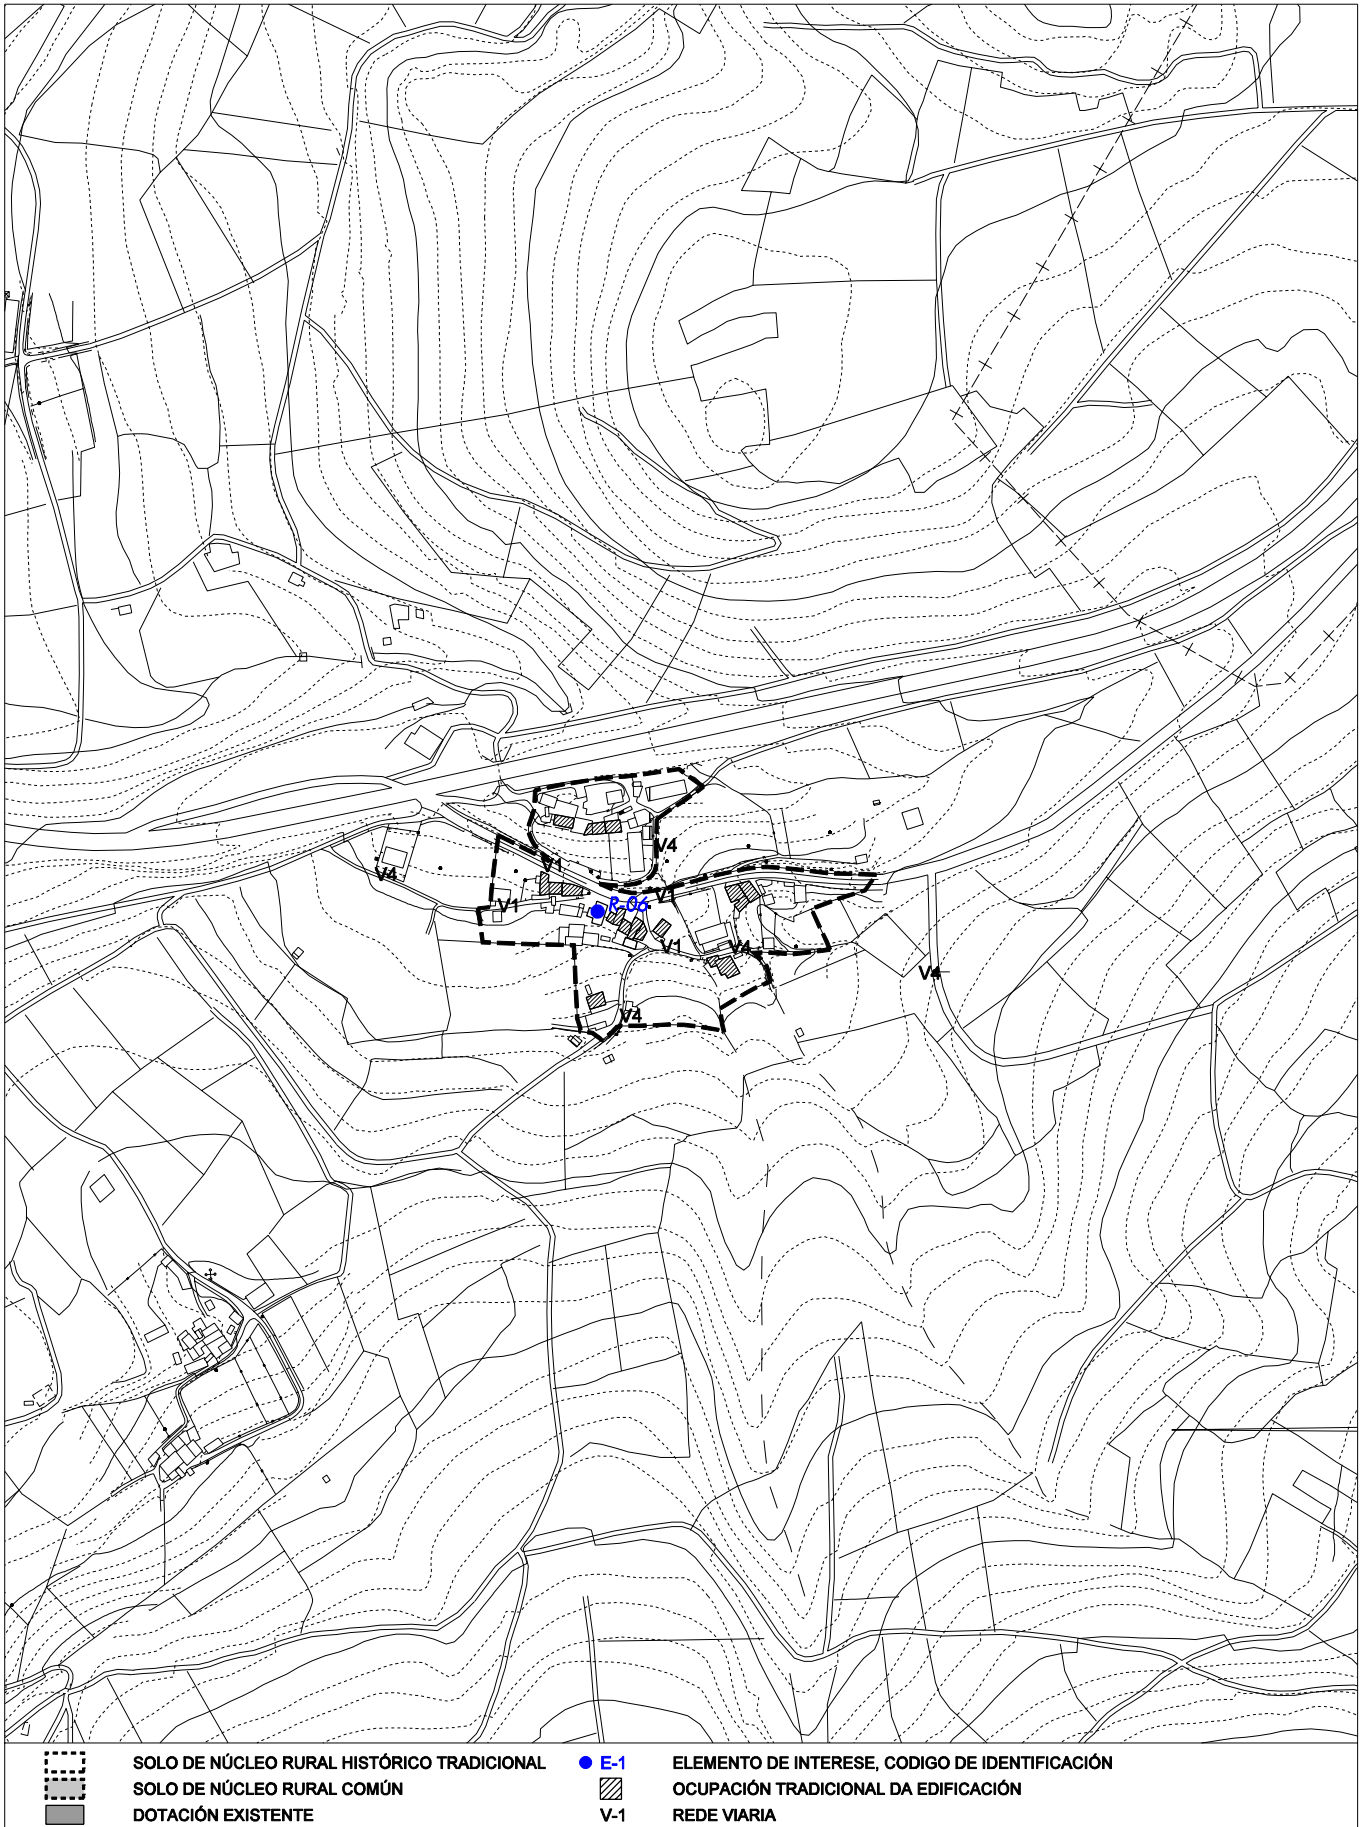 V4
V1
V4
V1
V1
R-06
V1
V4
V4
V4
SOLO DE NÚCLEO RURAL HISTÓRICO TRADICIONAL
E-1
ELEMENTO DE INTERESE, CODIGO DE IDENTIFICACIÓN
SOLO DE NÚCLEO RURAL COMÚN
OCUPACIÓN TRADICIONAL DA EDIFICACIÓN
DOTACIÓN EXISTENTE
V-1
REDE VIARIA